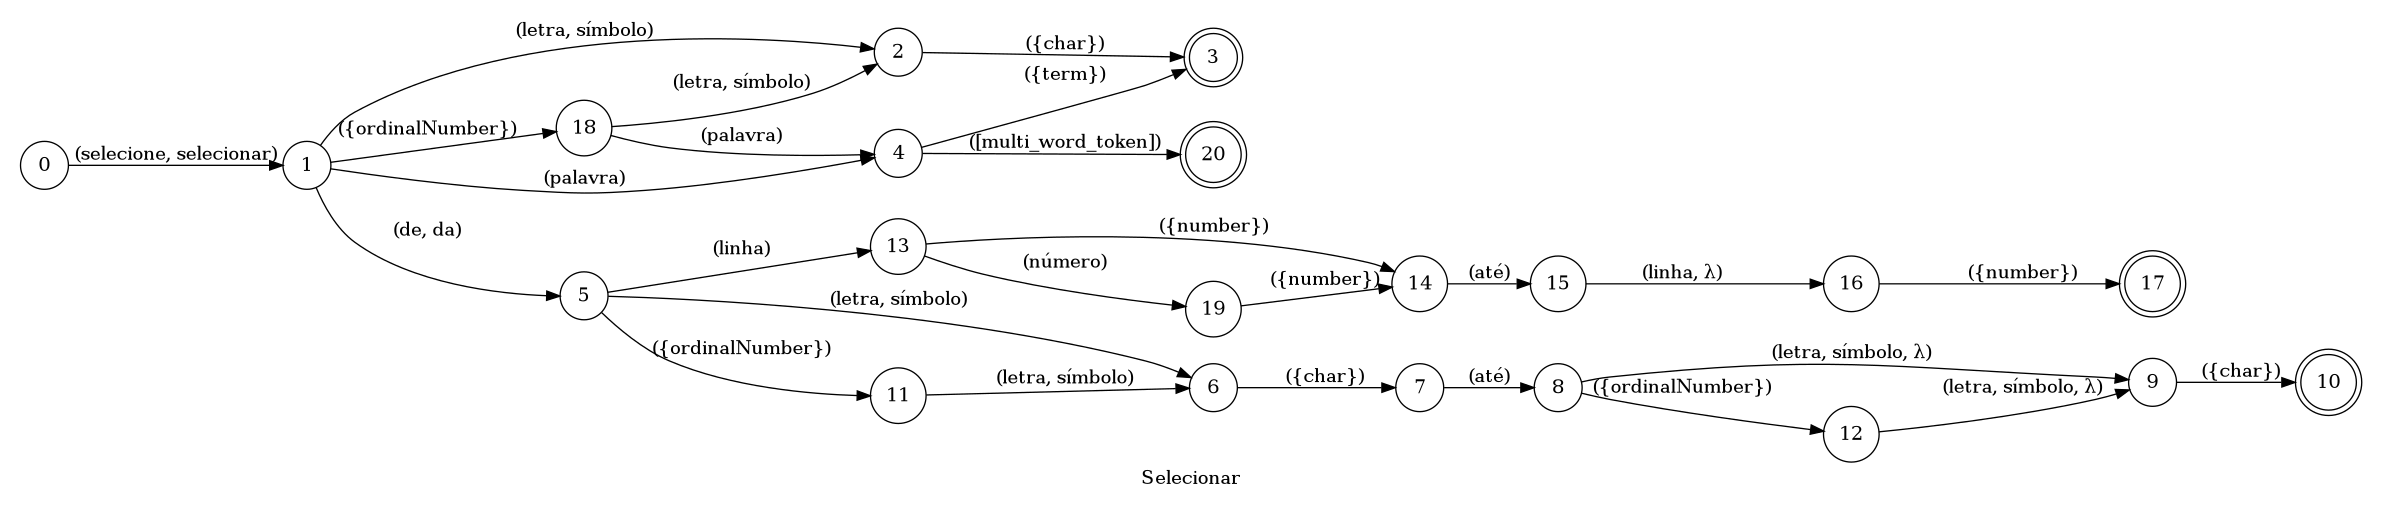 (letra, símbolo)
2
({char})
3
({term})
(letra, símbolo)
({ordinalNumber})
18
(palavra)
([multi_word_token])
4
20
0
(selecione, selecionar)
1
(palavra)
(de, da)
({number})
13
(linha)
(número)
({number})
14
(até)
15
(linha, λ)
16
({number})
17
5
(letra, símbolo)
19
({ordinalNumber})
(letra, símbolo, λ)
11
(letra, símbolo)
6
({char})
7
(até)
8
({ordinalNumber})
(letra, símbolo, λ)
9
({char})
10
12
Selecionar